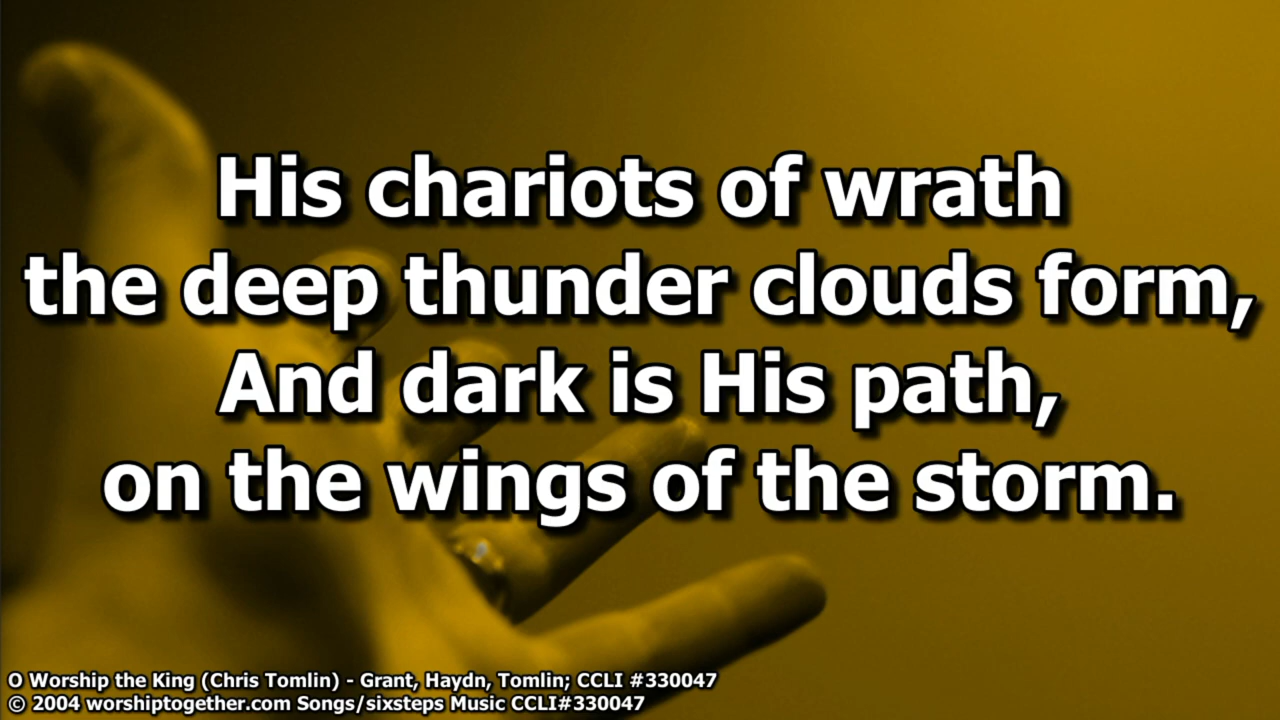 His chariots of wrath
the deep thunder clouds form,
And dark is His path,
on the wings of the storm.
O Worship the King (Chris Tomlin) - Grant, Haydn, Tomlin; CCLI #330047
© 2004 worshiptogether.com Songs/sixsteps Music CCLI#330047